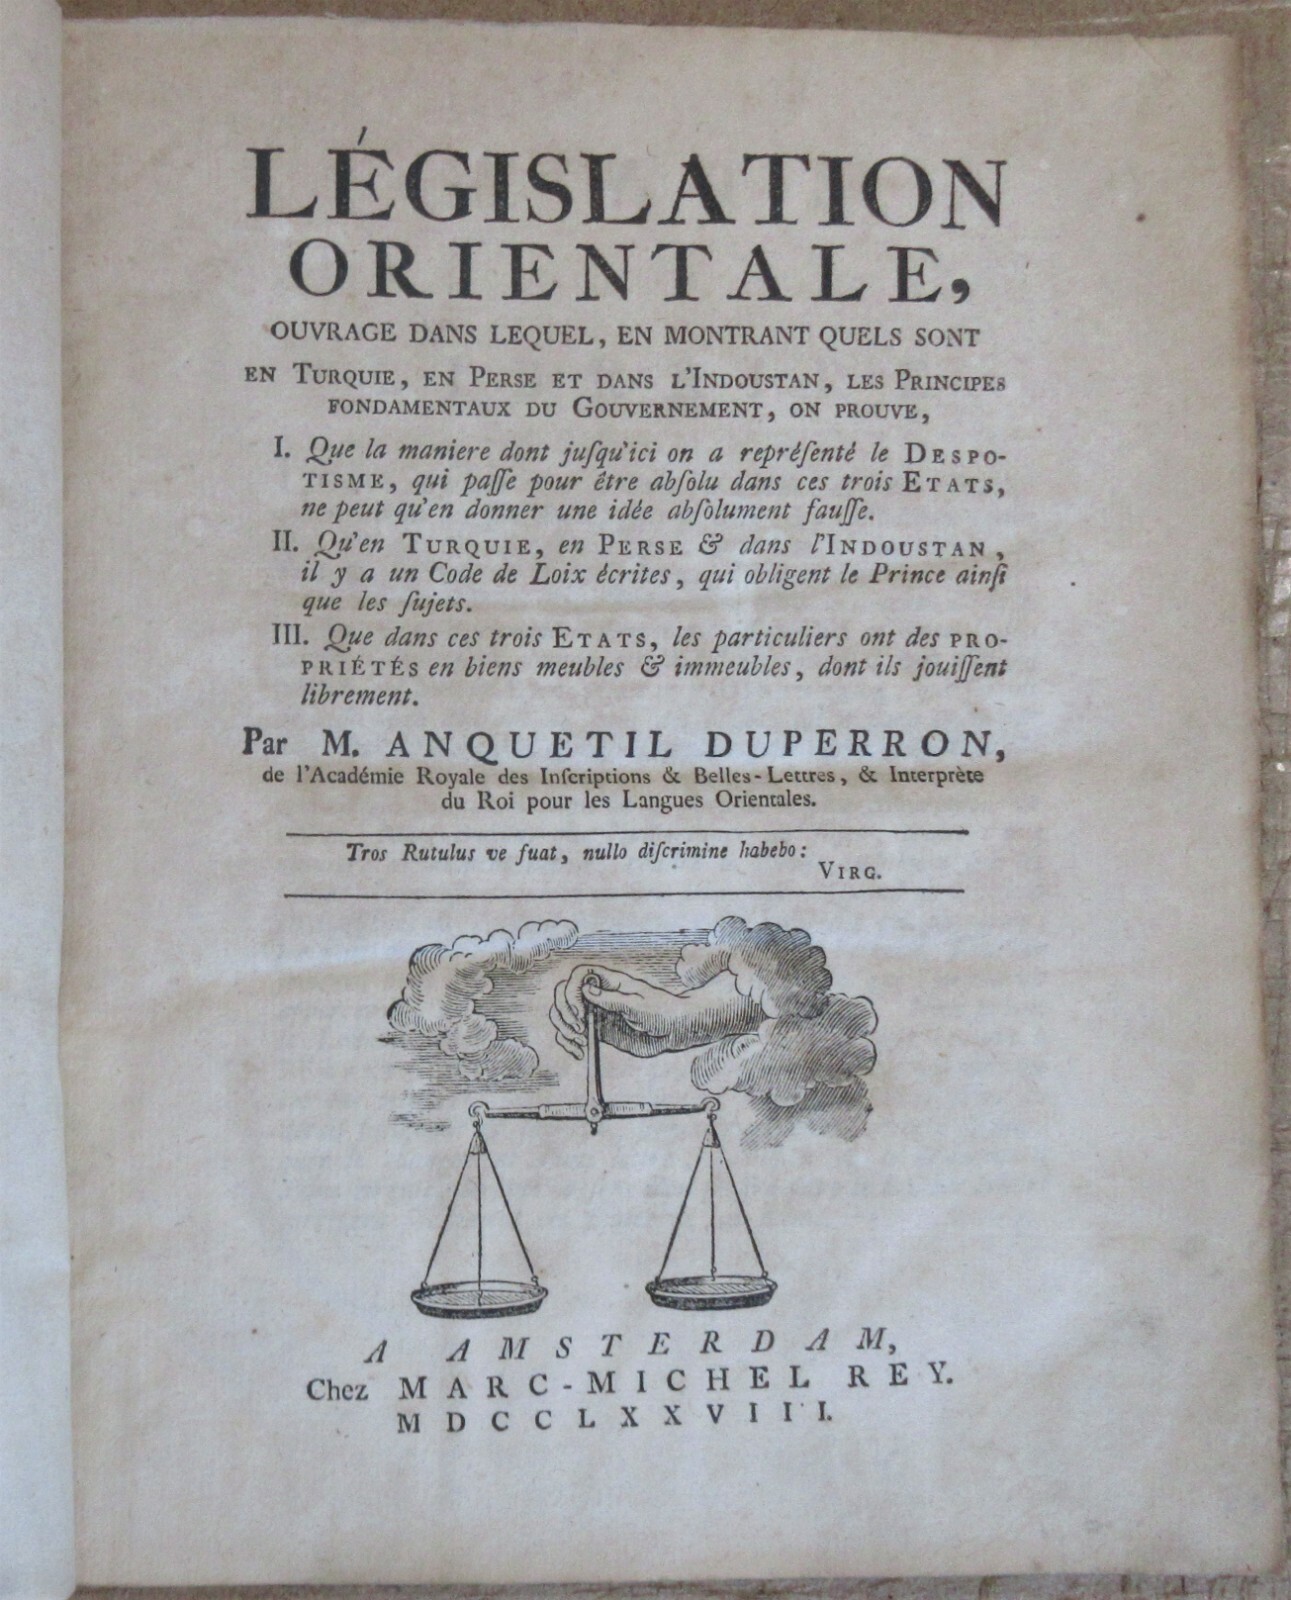 LÉGISLATION
ORIENTALE,
OUVRAGE DANS LEQUEL, EN MONTRANT QUELS SONT
EN TURQUIE, EN PERSE ET DANS L'INDOUSTAN, LES PRINCIPES
FONDAMENTAUX DU GOUVERNEMENT, ON PROUVE,
I. Que la maniere dont juſqu'ici on a repréſenté le DESPO-
TISME, qui paſſe pour être abſolu dans ces trois ETATS,
ne peut qu'en donner une idée abſolument fauſſe.
II. Qu'en TURQUIE, en PERSE & dans l'INDOUSTAN,
il y a un Code de Loix écrites, qui obligent le Prince ainſi
que les ſujets.
III. Que dans ces trois ETATS, les particuliers ont des PRO-
PRIÉTÉS en biens meubles & immeubles, dont ils jouiſſent
librement.
Par M. ANQUETIL DUPERRON,
de l'Académie Royale des Inſcriptions & Belles-Lettres, & Interprète
du Roi pour les Langues Orientales.
Tros Rutulus ve fuat, nullo diſcrimine habebo:
VIRG.
A AMSTERDAM,
Chez MARC-MICHEL REY.
MDCCLXXVIII.